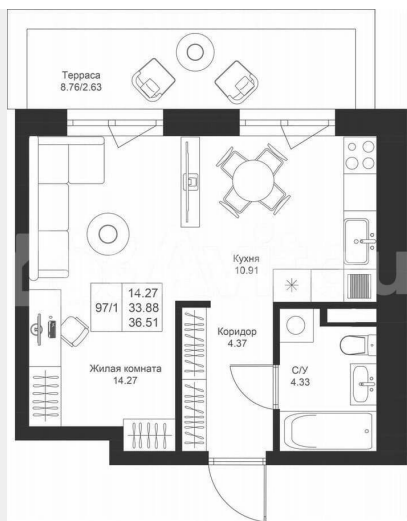 Терраса
8.76/2.63
Кухня
10.91
14.27
97/1 33.88
36.51
Коридор
4.37
Жилая комната
14.27
С/У
4.33